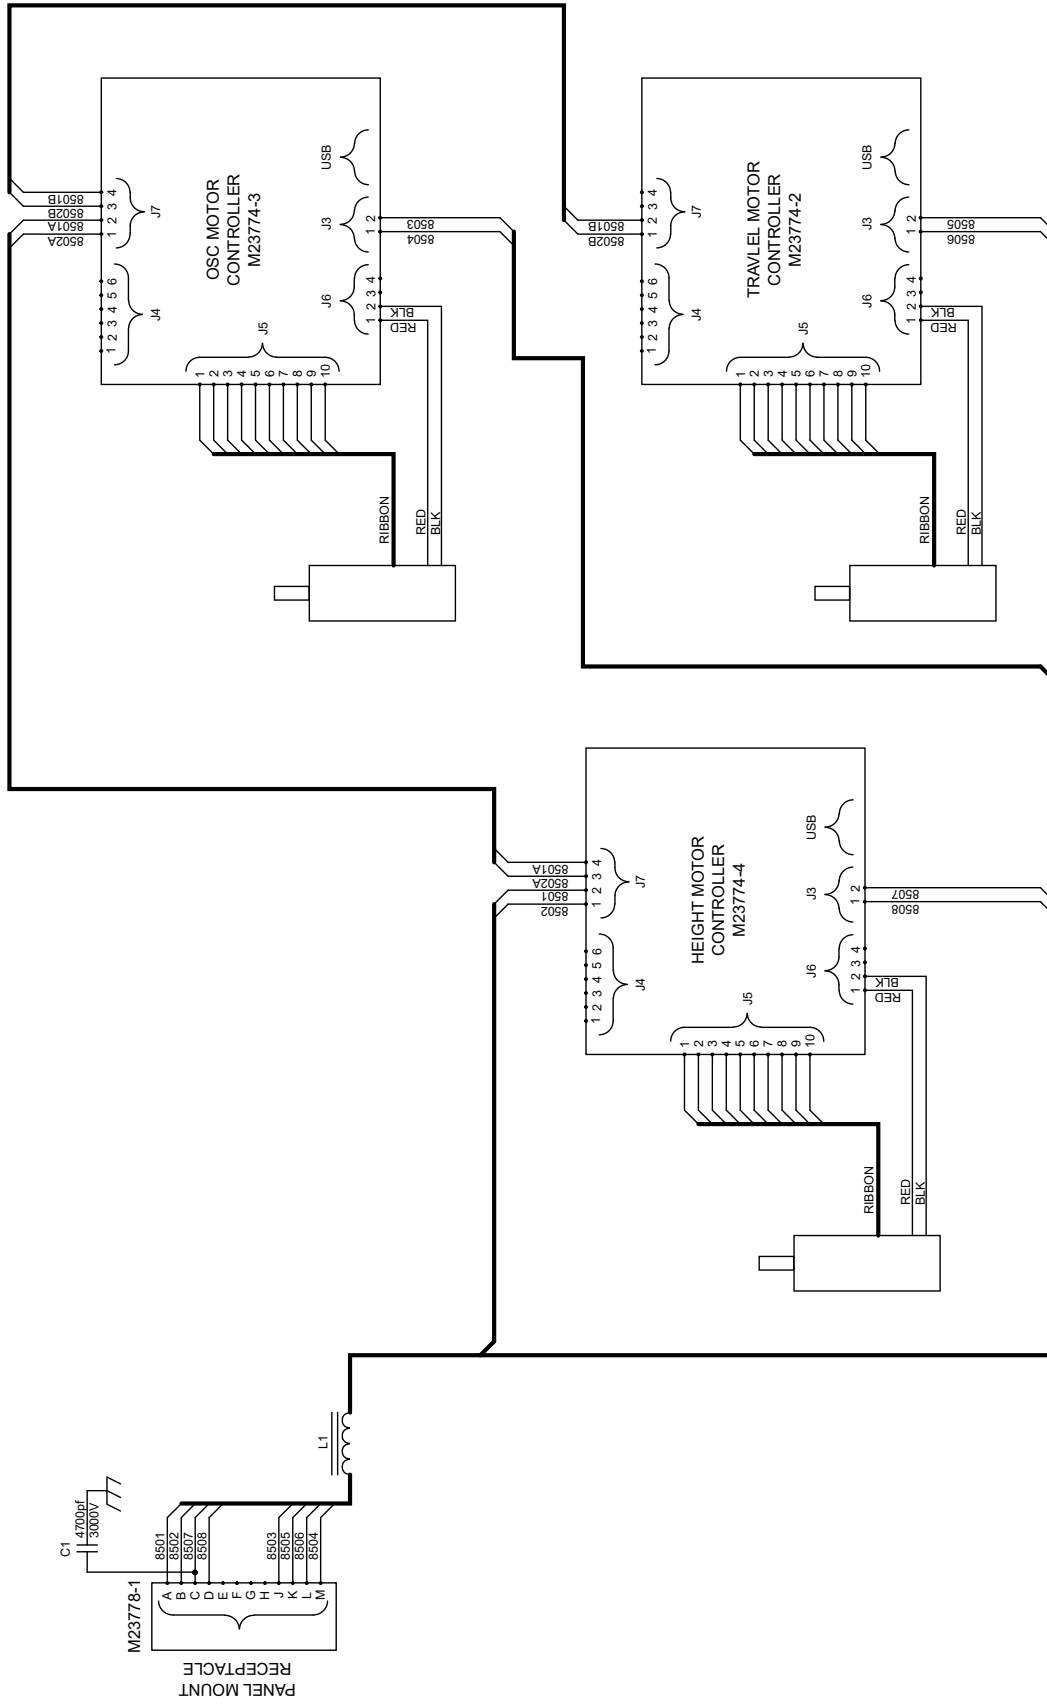 8502A
8501A
8502B
8501B
1 2 3 4
J7
1 2 3 4 5 6
J4
OSC MOTOR
CONTROLLER
M23774-3
USB
J3
1 2
8504
8503
J6
1 2 3 4
RED
BLK
J5
1
2
3
4
5
6
7
8
9
10
RIBBON
RED
BLK
8502B
8501B
1 2 3 4
J7
1 2 3 4 5 6
J4
TRAVLEL MOTOR
CONTROLLER
M23774-2
USB
J3
1 2
8506
8505
J6
1 2 3 4
RED
BLK
J5
1
2
3
4
5
6
7
8
9
10
RIBBON
RED
BLK
8502
8501
8502A
8501A
1 2 3 4
J7
1 2 3 4 5 6
J4
HEIGHT MOTOR
CONTROLLER
M23774-4
USB
J3
1 2
8508
8507
J6
1 2 3 4
RED
BLK
J5
1
2
3
4
5
6
7
8
9
10
RIBBON
RED
BLK
L1
C1
4700pf
3000V
M23778-1
8501
8502
8507
8508
8503
8505
8506
8504
A
B
C
D
E
F
G
H
J
K
L
M
PANEL MOUNT
RECEPTACLE